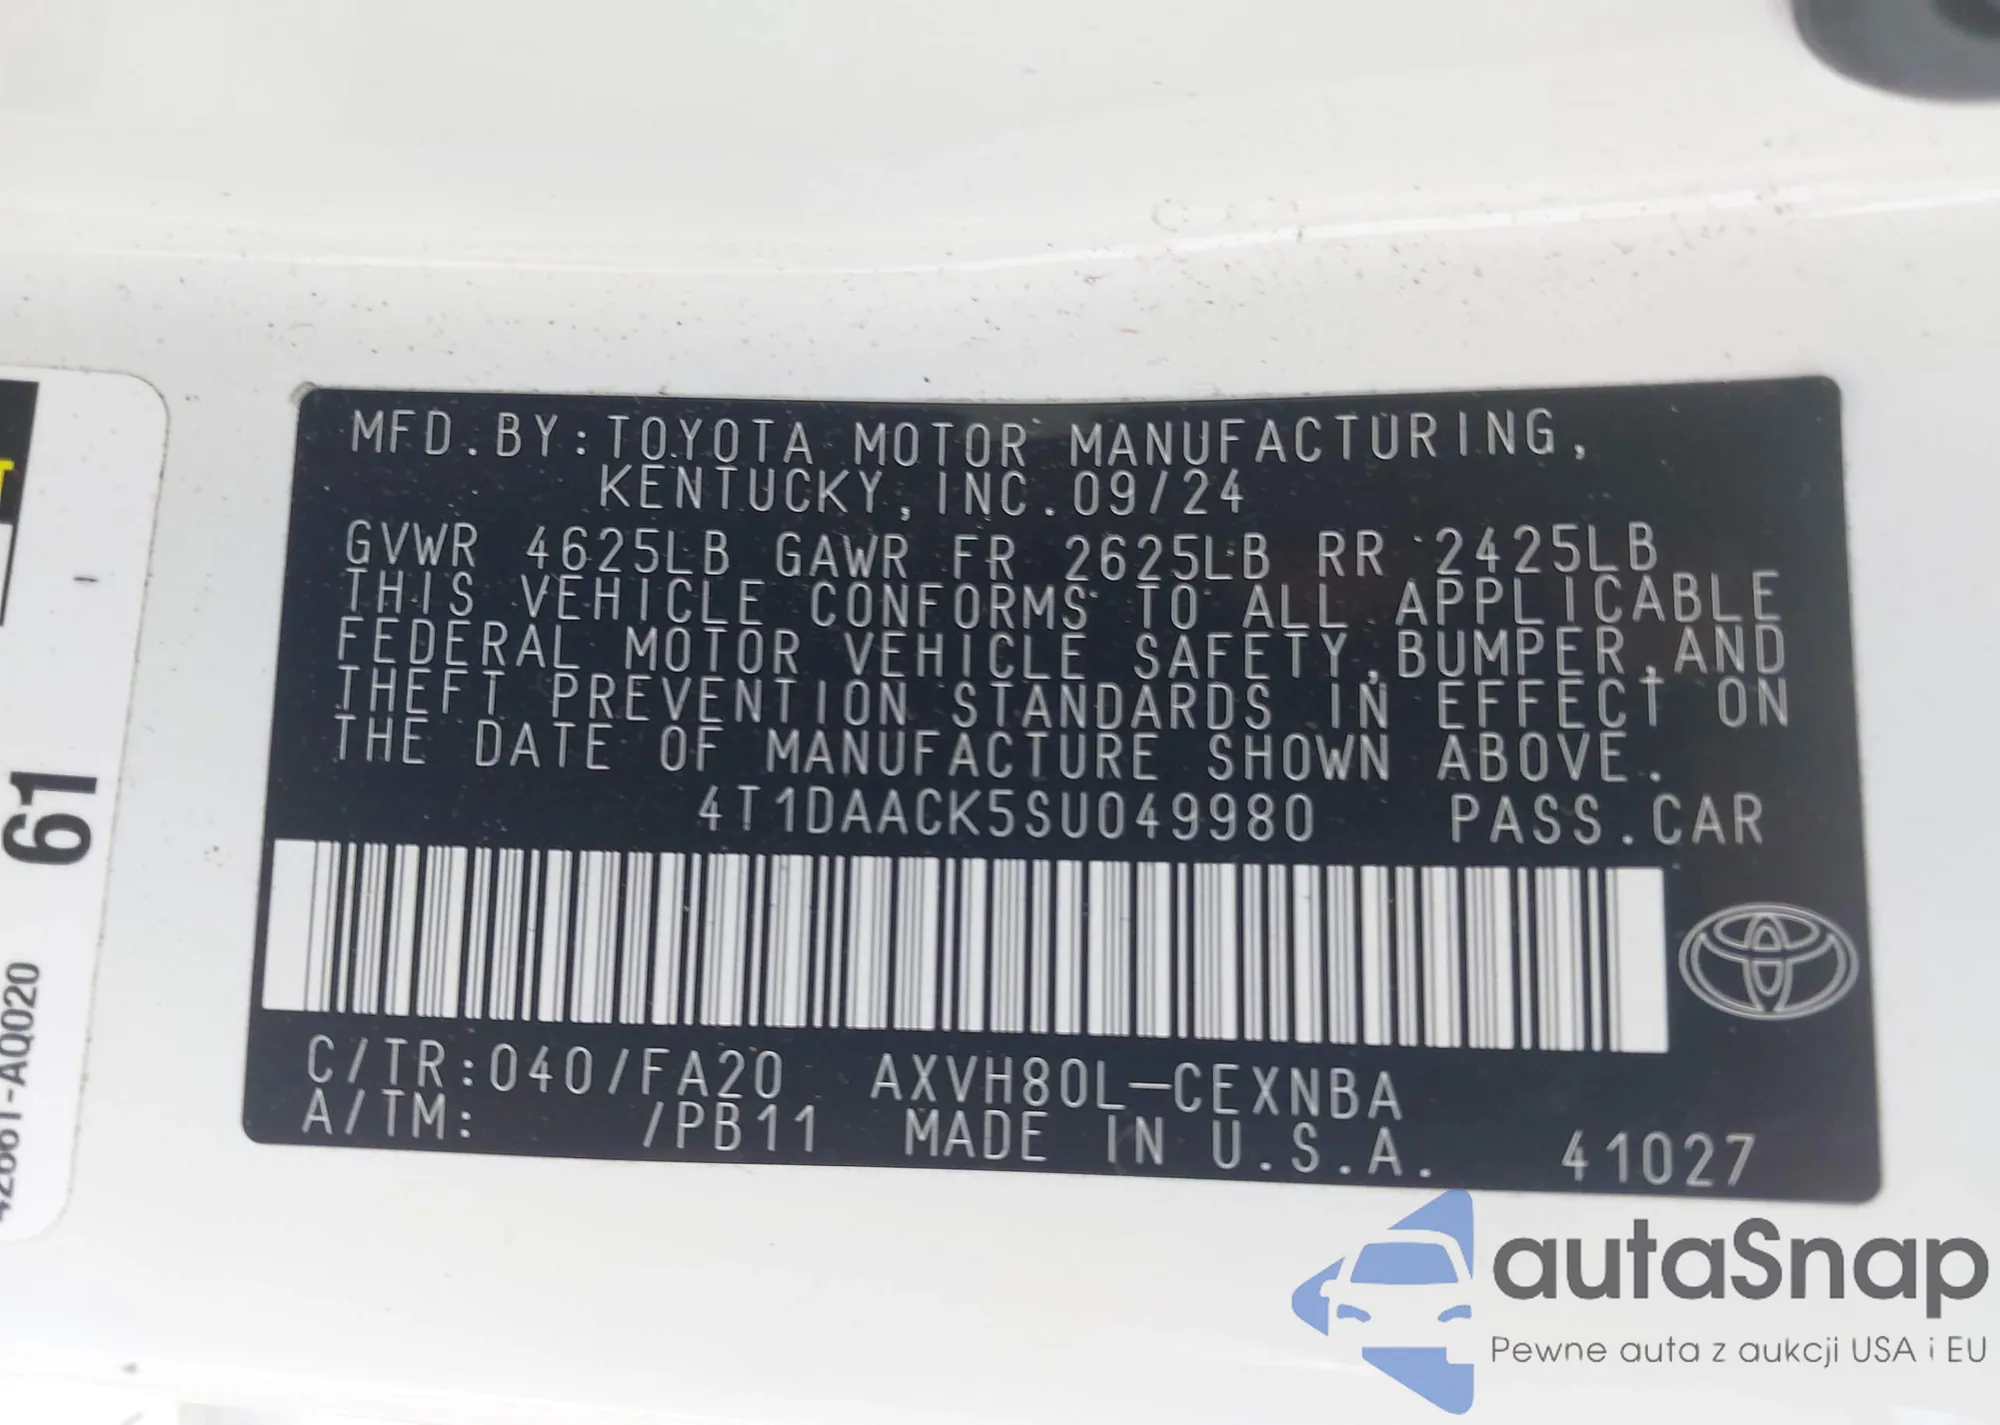 MFD.BY:TOYOTA MOTOR MANUFACTURING,
KENTUCKY, INC.09/24
GVWR 4625LB GAWR FR 2625LB RR 2425LB
THIS VEHICLE CONFORMS TO ALL APPLICABLE
FEDERAL MOTOR VEHICLE SAFETY,BUMPER,AND
THEFT PREVENTION STANDARDS IN EFFECT ON
THE DATE OF MANUFACTURE SHOWN ABOVE.
4T1DAACK5SU049980 PASS.CAR
C/TR:040/FA20 AXVH80L-CEXNBA
A/TM: /PB11 MADE IN U.S.A. 41027
61
42661-AQ020
autaSnap
Pewne auta z aukcji USA i EU